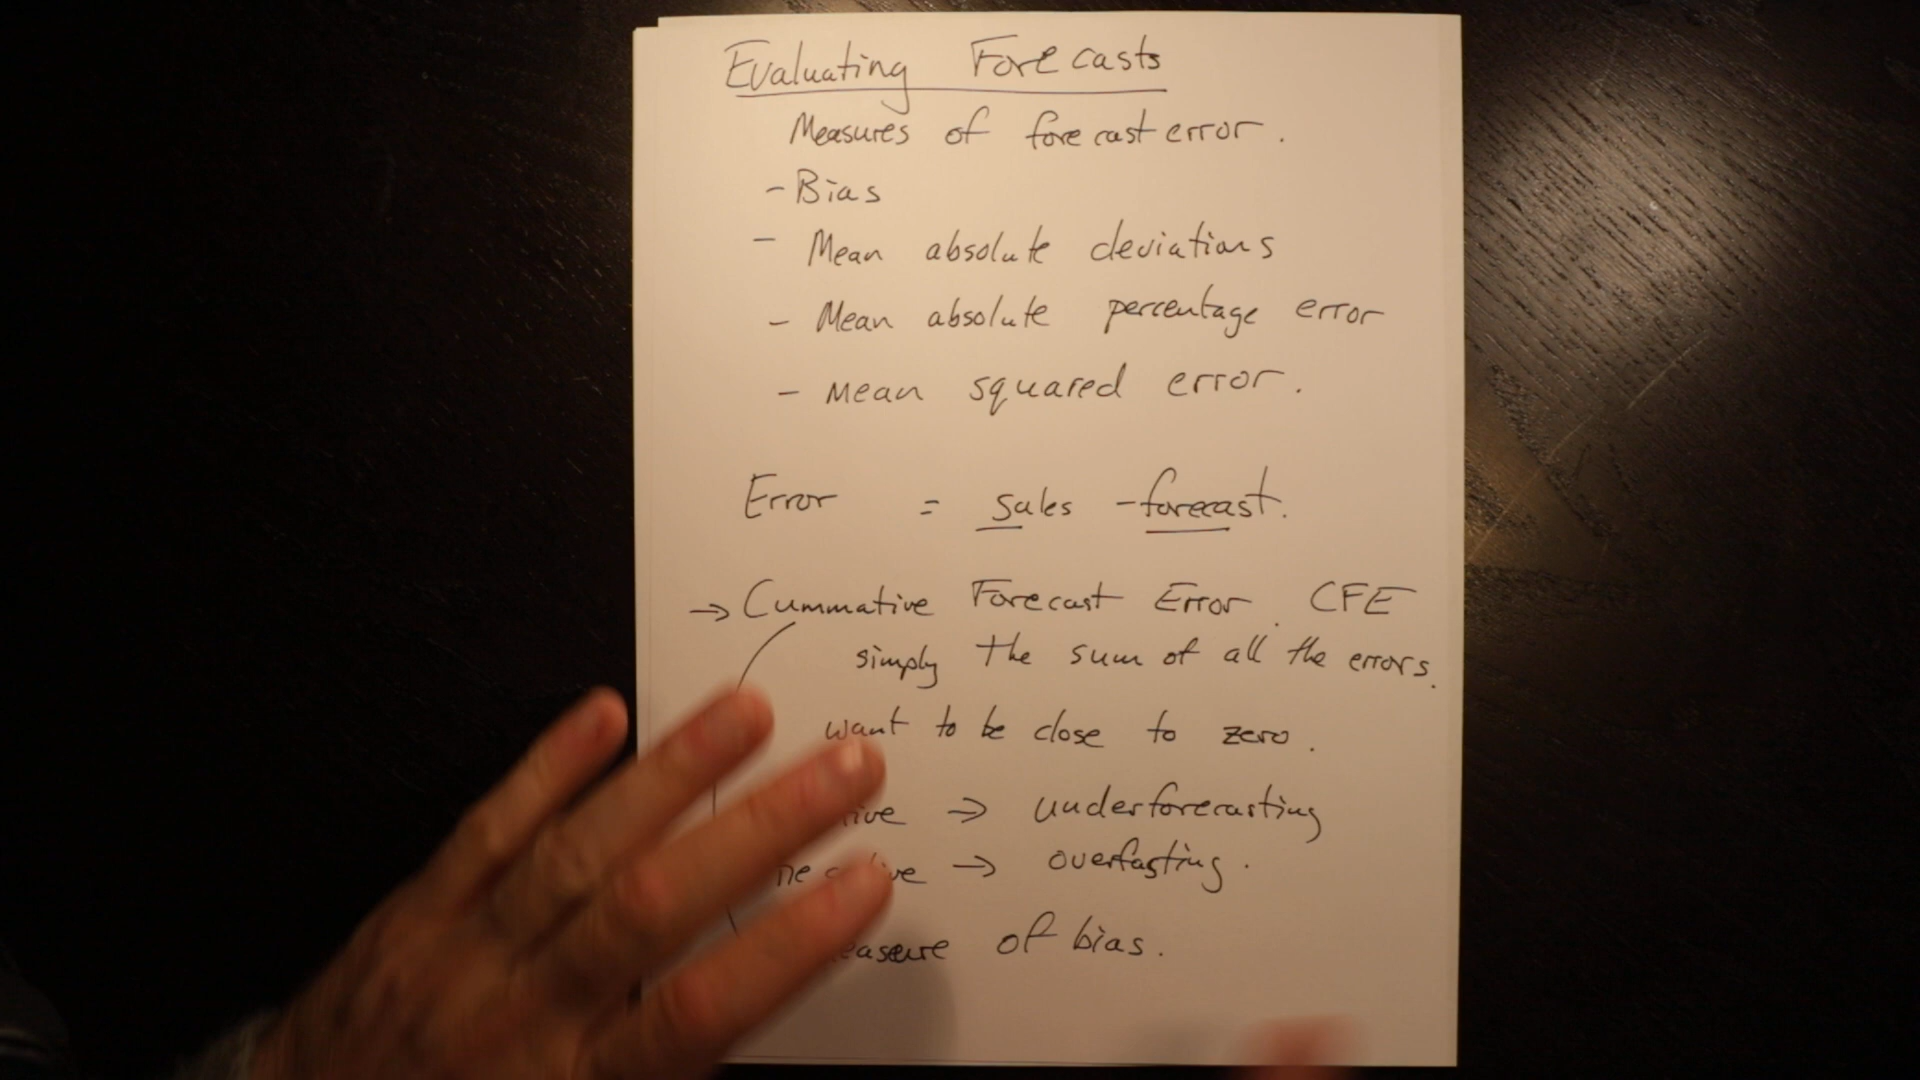 Evaluating Forecasts
Measures of forecast error.
- Bias
- Mean absolute deviations
- Mean absolute percentage error
- Mean squared error.
Error = sales - forecast.
→ Cummative Forecast Error. CFE
simply the sum of all the errors.
want to be close to zero.
→ underforecasting
→ overfasting.
of bias.